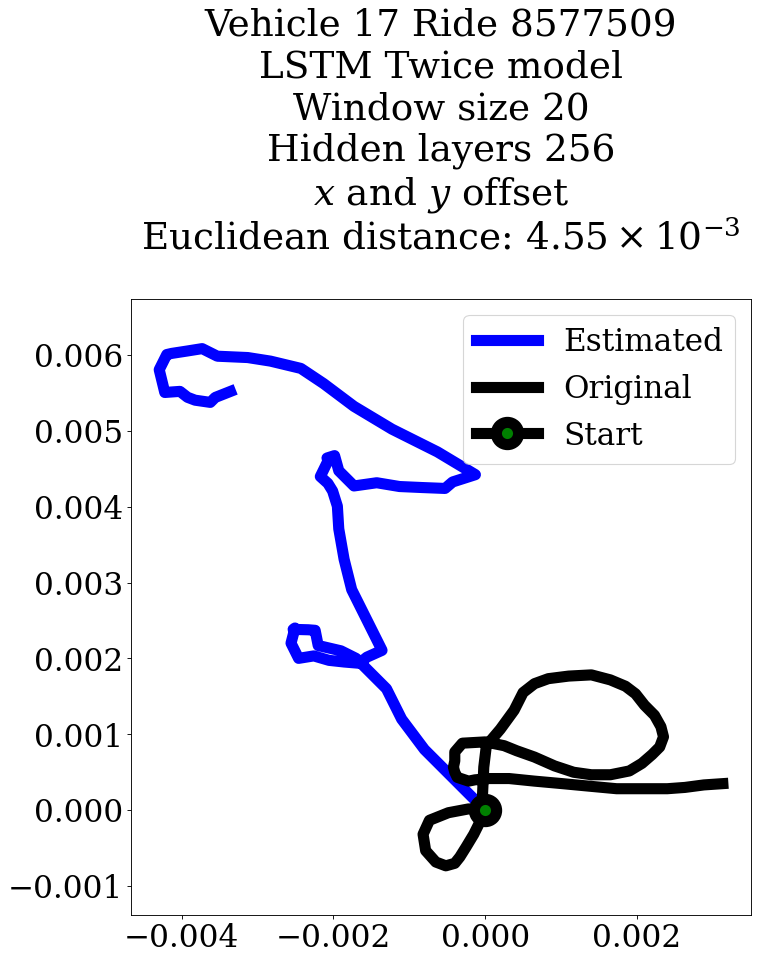 Vehicle 17 Ride 8577509
LSTM Twice model
Window size 20
Hidden layers 256
x and y offset
Euclidean distance: 4.55 × 10⁻³
Estimated
Original
Start
0.006
0.005
0.004
0.003
0.002
0.001
0.000
−0.001
−0.004 −0.002 0.000 0.002